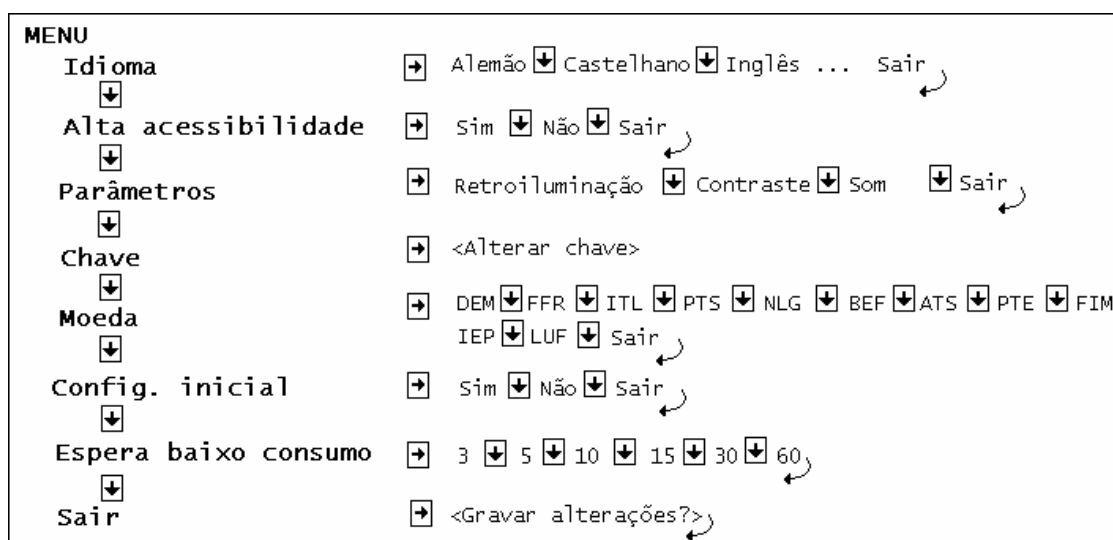 MENU
Idioma Alemão Castelhano Inglês ... Sair
Alta acessibilidade Sim Não Sair
Parâmetros Retroiluminação Contraste Som Sair
Chave <Alterar chave>
Moeda DEM FFR ITL PTS NLG BEF ATS PTE FIM
IEP LUF Sair
Config. inicial Sim Não Sair
Espera baixo consumo 3 5 10 15 30 60
Sair <Gravar alterações?>